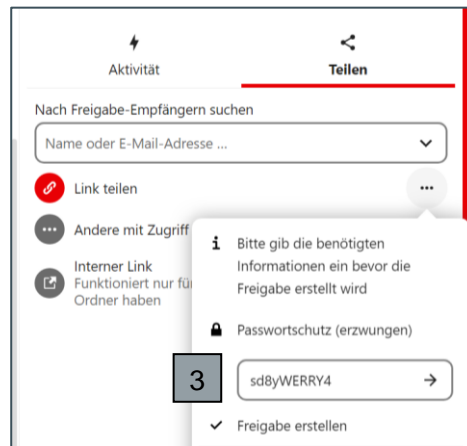 Aktivität
Teilen
Nach Freigabe-Empfängern suchen
Name oder E-Mail-Adresse ...
Link teilen
Andere mit Zugriff
Interner Link
Funktioniert nur für
Ordner haben
Bitte gib die benötigten
Informationen ein bevor die
Freigabe erstellt wird
Passwortschutz (erzwungen)
3
sd8yWERRY4
Freigabe erstellen